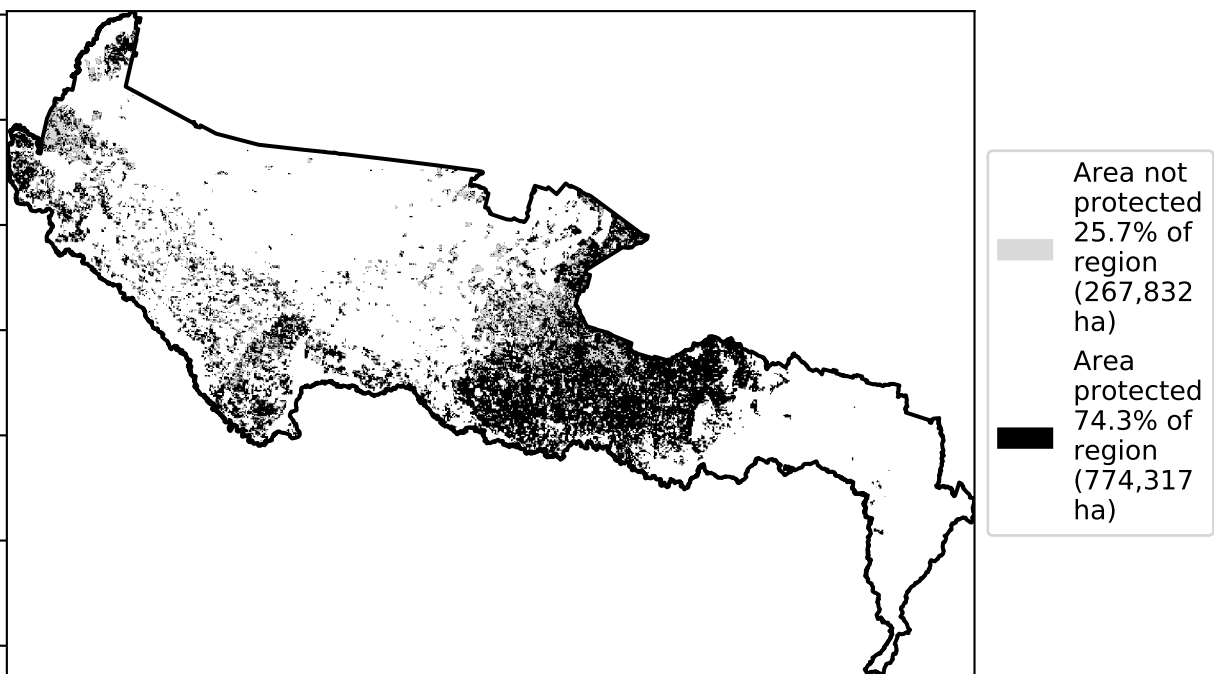 Area not
protected
25.7% of
region
(267,832
ha)
Area
protected
74.3% of
region
(774,317
ha)